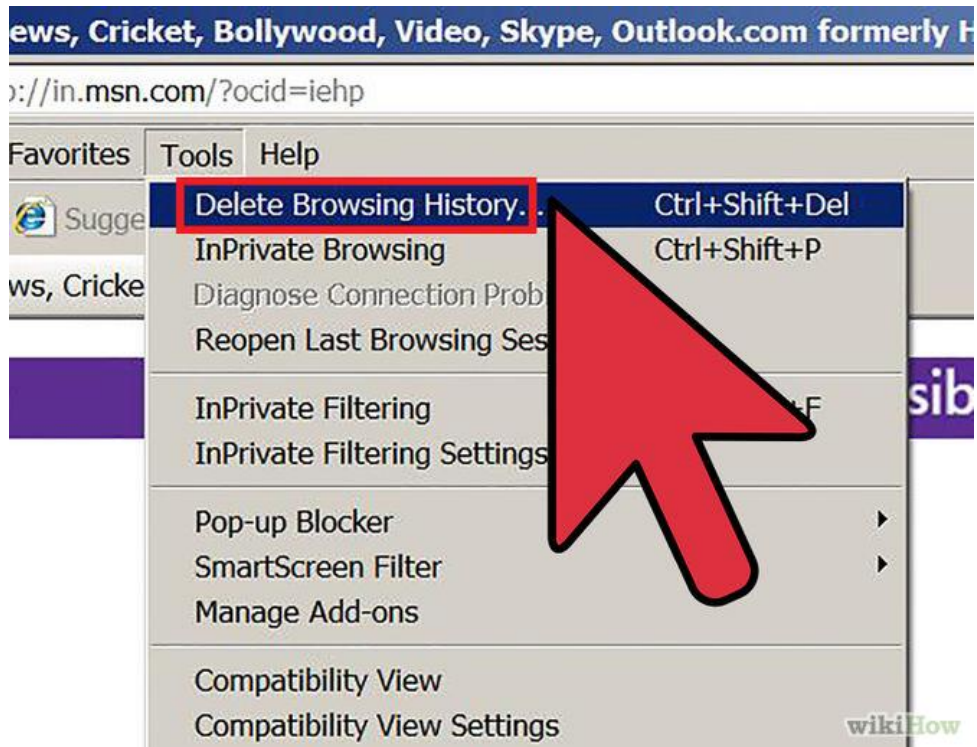 ews, Cricket, Bollywood, Video, Skype, Outlook.com formerly H
://in.msn.com/?ocid=iehp
Favorites Tools Help
Sugge
Delete Browsing History... Ctrl+Shift+Del
InPrivate Browsing Ctrl+Shift+P
ws, Cricke
Diagnose Connection Prob
Reopen Last Browsing Ses
sib
InPrivate Filtering +F
InPrivate Filtering Settings
Pop-up Blocker
SmartScreen Filter
Manage Add-ons
Compatibility View
Compatibility View Settings
wikiHow